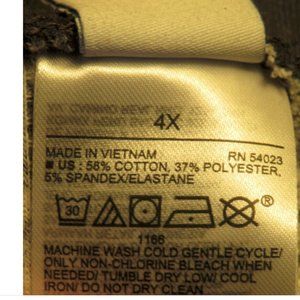 4X
MADE IN VIETNAM RN 54023
■ US : 58% COTTON, 37% POLYESTER,
5% SPANDEX/ELASTANE
30 ®
1166
MACHINE WASH COLD GENTLE CYCLE/
ONLY NON-CHLORINE BLEACH WHEN
NEEDED/ TUMBLE DRY LOW/ COOL
IRON/ DO NOT DRY CLEAN